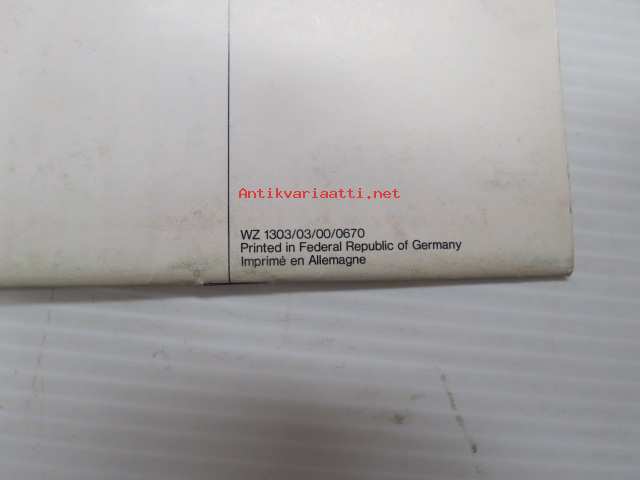 Antikvariaatti.net
WZ 1303/03/00/0670
Printed in Federal Republic of Germany
Imprimé en Allemagne